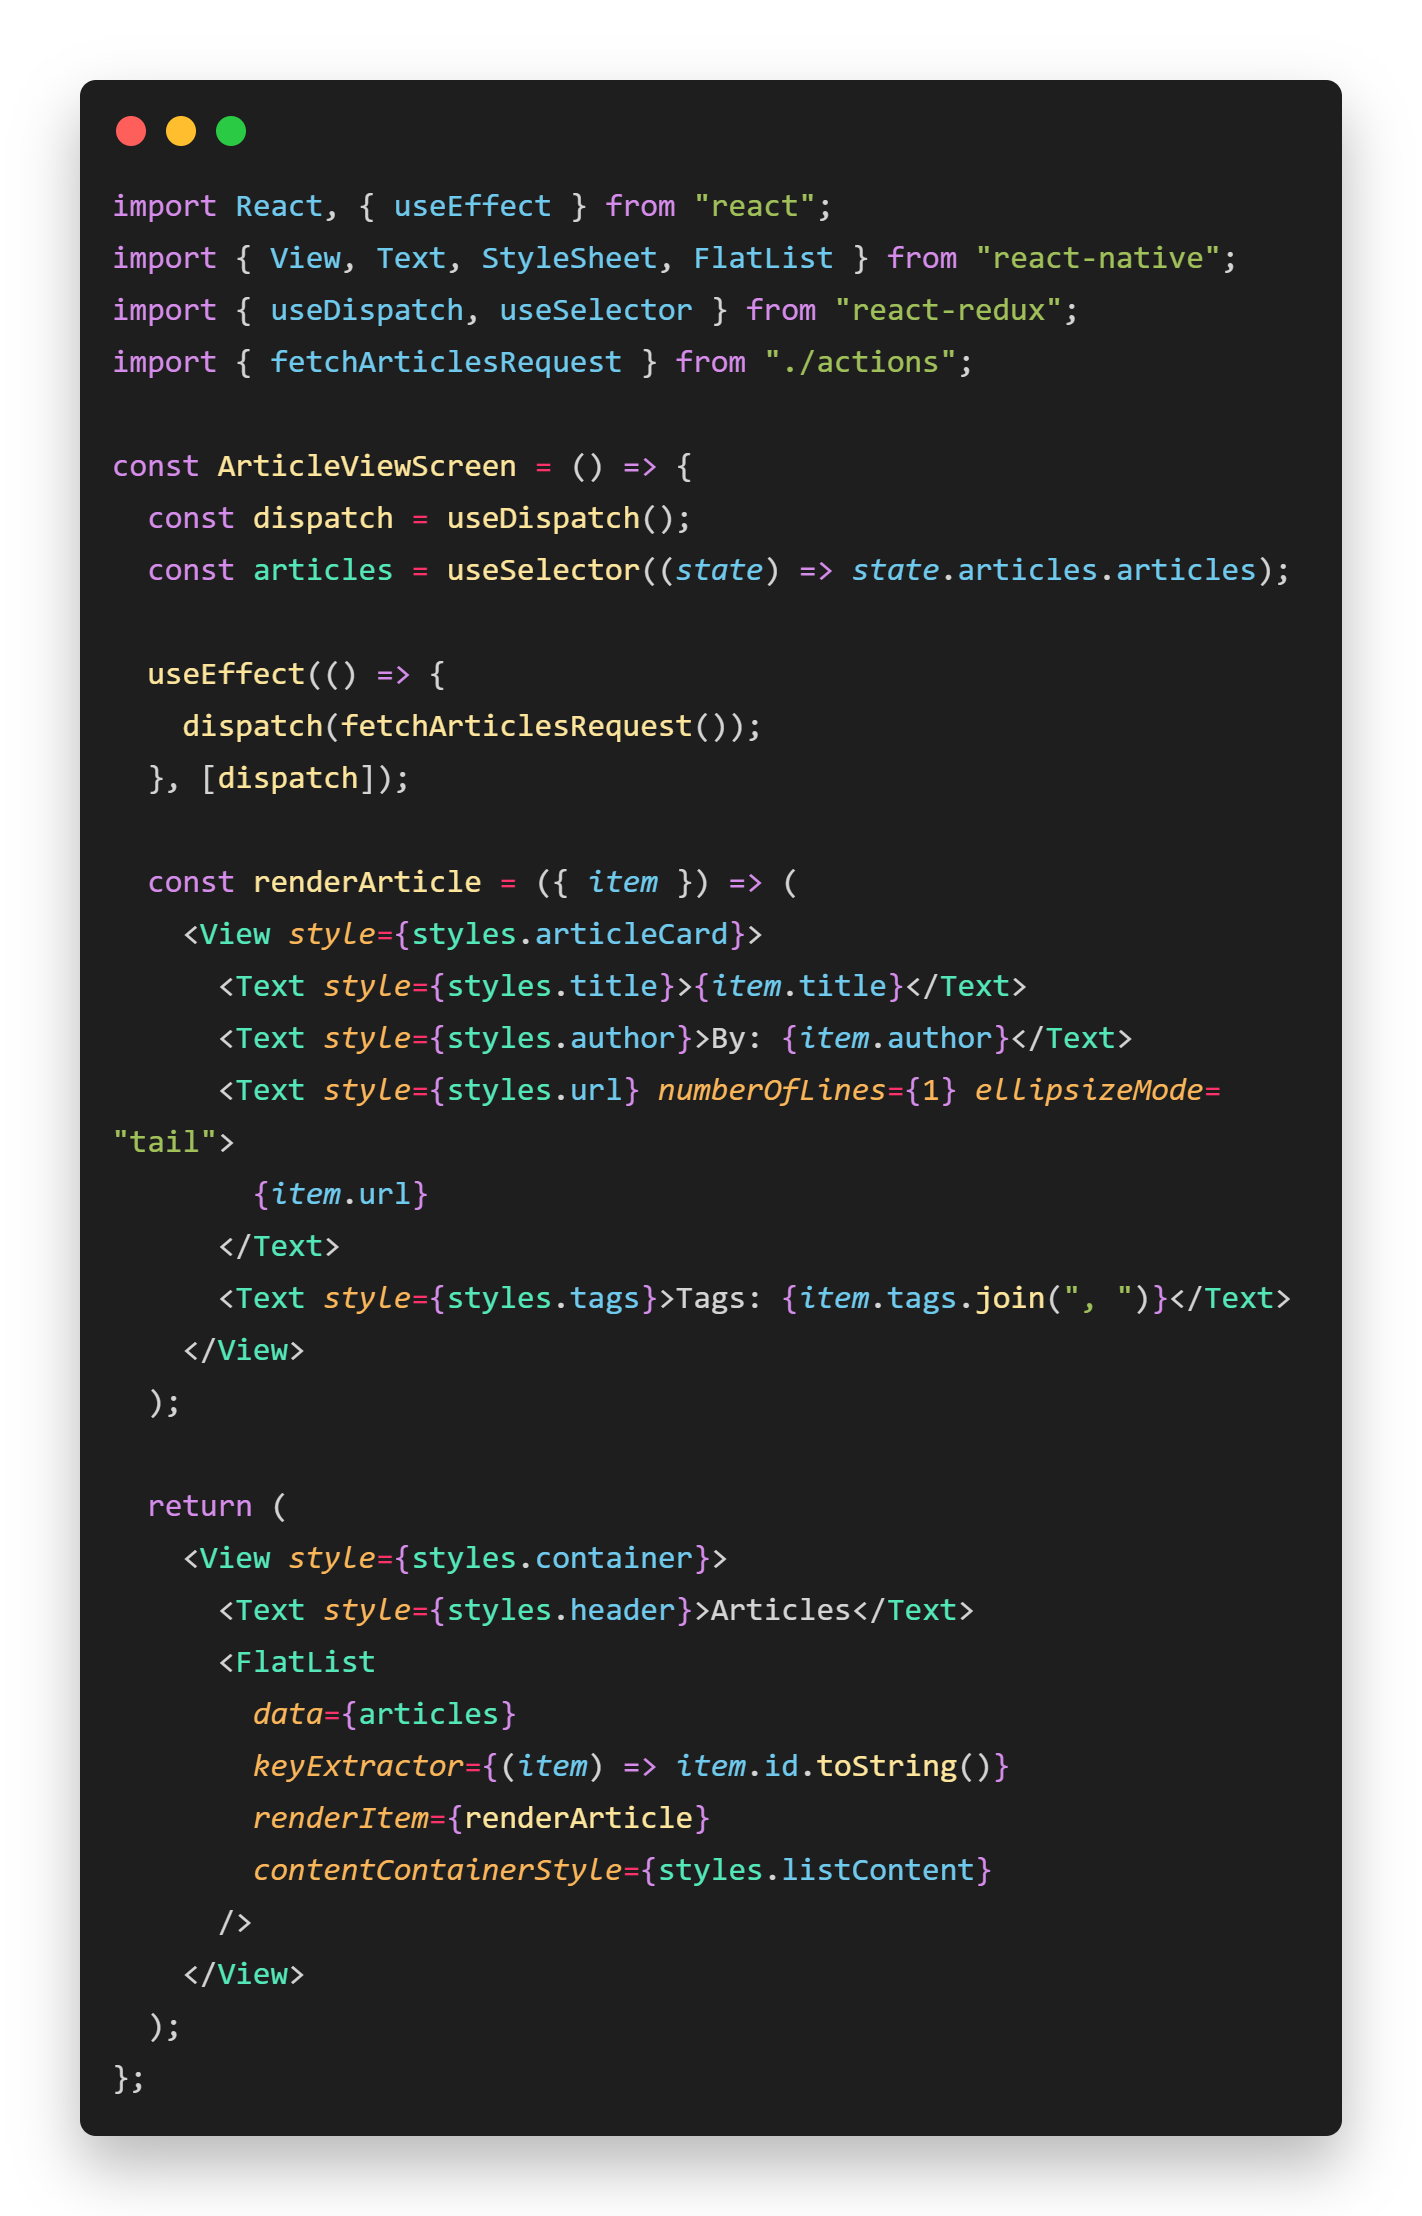 import React, { useEffect } from "react";
import { View, Text, StyleSheet, FlatList } from "react-native";
import { useDispatch, useSelector } from "react-redux";
import { fetchArticlesRequest } from "./actions";

const ArticleViewScreen = () => {
  const dispatch = useDispatch();
  const articles = useSelector((state) => state.articles.articles);

  useEffect(() => {
    dispatch(fetchArticlesRequest());
  }, [dispatch]);

  const renderArticle = ({ item }) => (
    <View style={styles.articleCard}>
      <Text style={styles.title}>{item.title}</Text>
      <Text style={styles.author}>By: {item.author}</Text>
      <Text style={styles.url} numberOfLines={1} ellipsizeMode=
"tail">
        {item.url}
      </Text>
      <Text style={styles.tags}>Tags: {item.tags.join(", ")}</Text>
    </View>
  );

  return (
    <View style={styles.container}>
      <Text style={styles.header}>Articles</Text>
      <FlatList
        data={articles}
        keyExtractor={(item) => item.id.toString()}
        renderItem={renderArticle}
        contentContainerStyle={styles.listContent}
      />
    </View>
  );
};